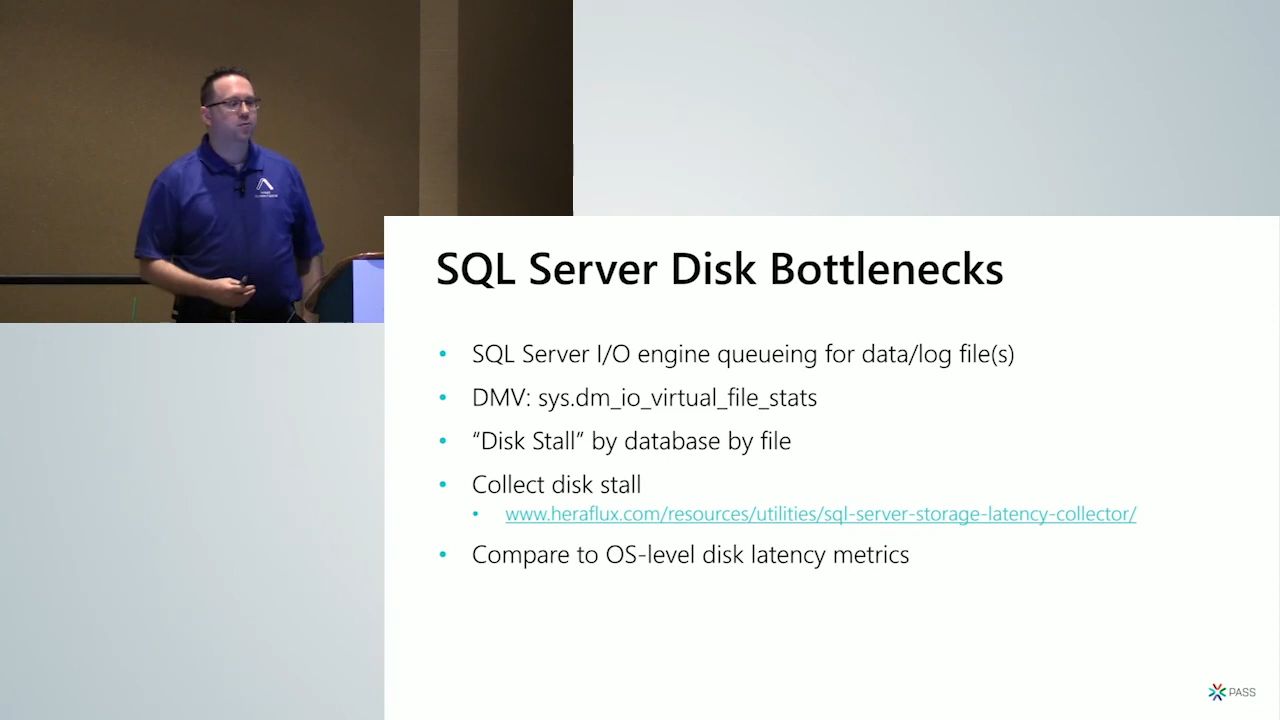 SQL Server Disk Bottlenecks
• SQL Server I/O engine queueing for data/log file(s)
• DMV: sys.dm_io_virtual_file_stats
• “Disk Stall” by database by file
• Collect disk stall
• www.heraflux.com/resources/utilities/sql-server-storage-latency-collector/
• Compare to OS-level disk latency metrics
PASS